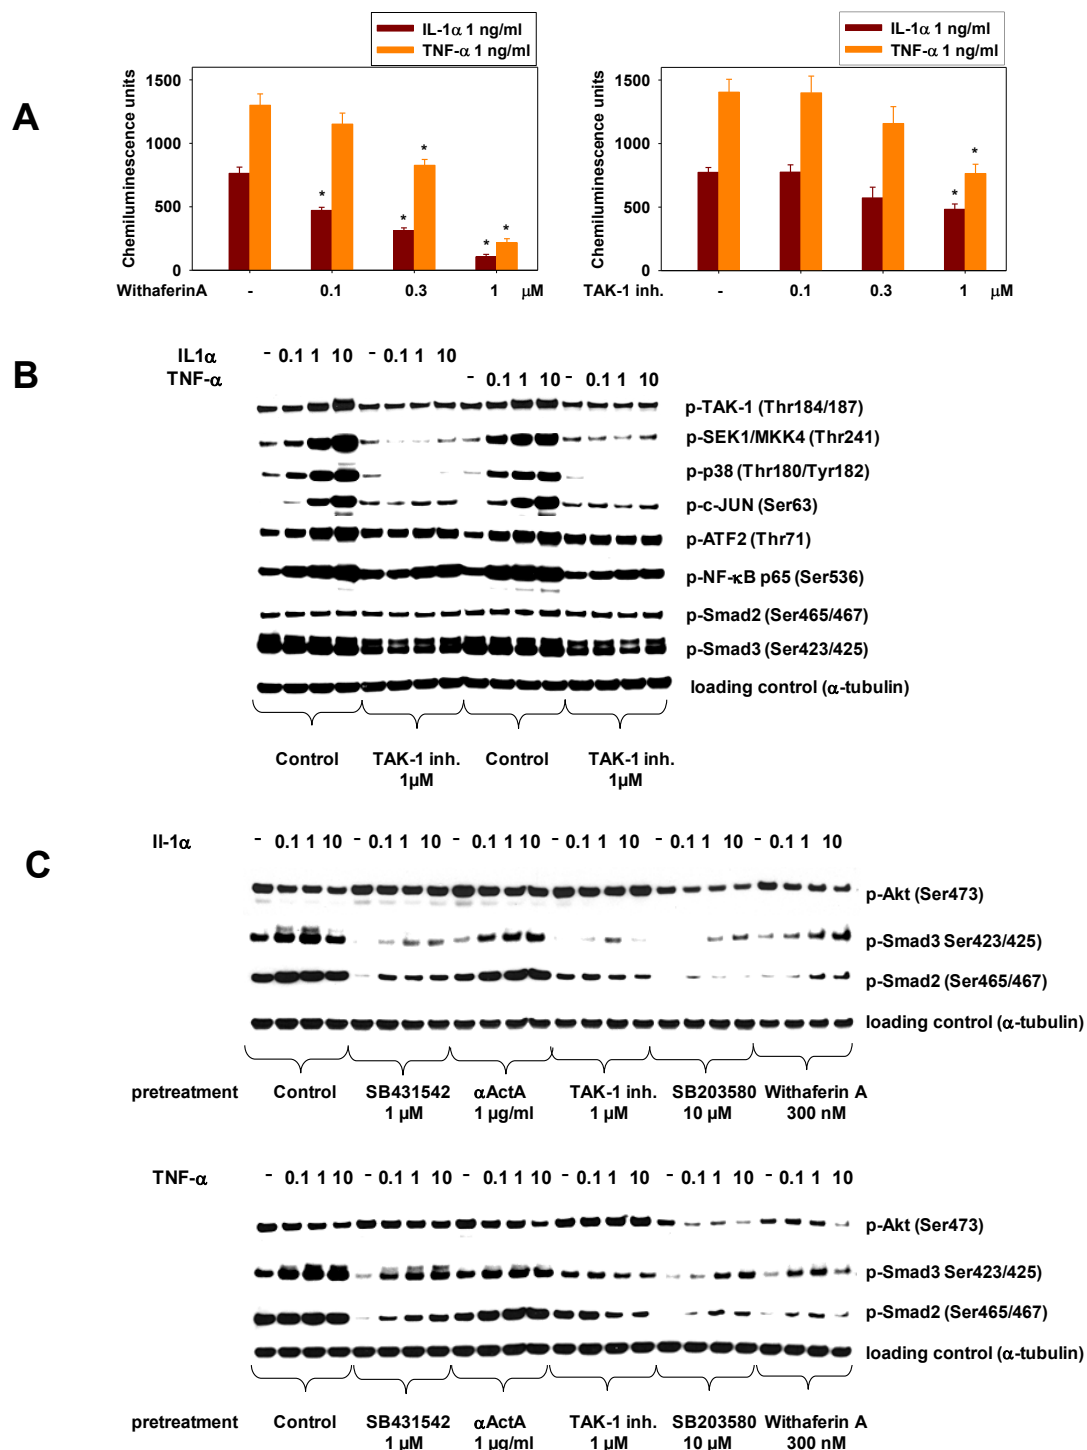 IL-1α 1 ng/ml
TNF-α 1 ng/ml
IL-1α 1 ng/ml
TNF-α 1 ng/ml
A
Chemiluminescence units
1500
1000
500
0
* * * * * *
WithaferinA - 0.1 0.3 1 μM
Chemiluminescence units
1500
1000
500
0
* *
TAK-1 inh. - 0.1 0.3 1 μM
B
IL1α - 0.1 1 10 - 0.1 1 10
TNF-α - 0.1 1 10 - 0.1 1 10
p-TAK-1 (Thr184/187)
p-SEK1/MKK4 (Thr241)
p-p38 (Thr180/Tyr182)
p-c-JUN (Ser63)
p-ATF2 (Thr71)
p-NF-κB p65 (Ser536)
p-Smad2 (Ser465/467)
p-Smad3 (Ser423/425)
loading control (α-tubulin)
Control TAK-1 inh. Control TAK-1 inh.
1μM 1μM
C
Il-1α - 0.1 1 10 - 0.1 1 10 - 0.1 1 10 - 0.1 1 10 - 0.1 1 10 - 0.1 1 10
p-Akt (Ser473)
p-Smad3 Ser423/425)
p-Smad2 (Ser465/467)
loading control (α-tubulin)
pretreatment Control SB431542 αActA TAK-1 inh. SB203580 Withaferin A
1 μM 1 μg/ml 1 μM 10 μM 300 nM
TNF-α - 0.1 1 10 - 0.1 1 10 - 0.1 1 10 - 0.1 1 10 - 0.1 1 10 - 0.1 1 10
p-Akt (Ser473)
p-Smad3 Ser423/425)
p-Smad2 (Ser465/467)
loading control (α-tubulin)
pretreatment Control SB431542 αActA TAK-1 inh. SB203580 Withaferin A
1 μM 1 μg/ml 1 μM 10 μM 300 nM